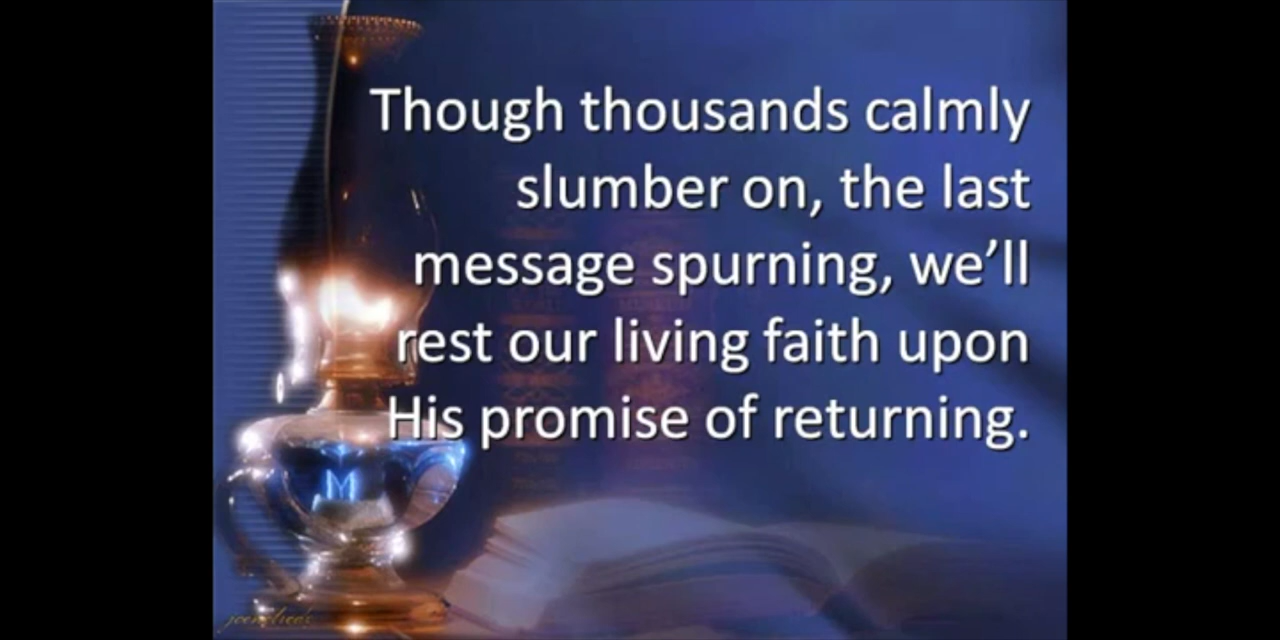 Though thousands calmly
slumber on, the last
message spurning, we’ll
rest our living faith upon
His promise of returning.